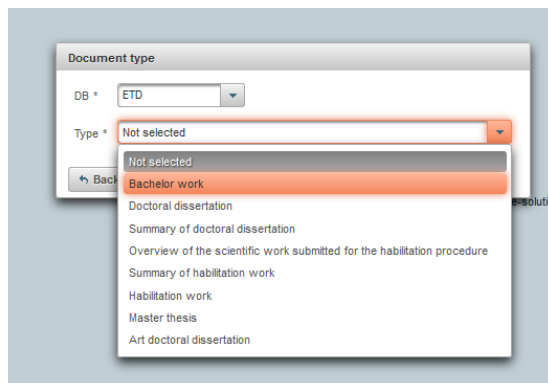 Document type
DB * ETD
Type * Not selected
Not selected
Bachelor work
Doctoral dissertation
Summary of doctoral dissertation
Overview of the scientific work submitted for the habilitation procedure
Summary of habilitation work
Habilitation work
Master thesis
Art doctoral dissertation